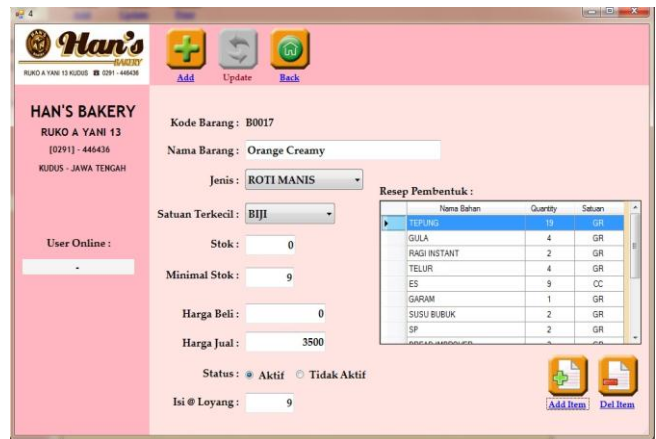 4
Han's
BAKERY
RUKO A YANI 13 KUDUS ☎ 0291 - 446436
Add
Update
Back
HAN'S BAKERY
RUKO A YANI 13
[0291] - 446436
KUDUS - JAWA TENGAH
User Online :
-
Kode Barang : B0017
Nama Barang : Orange Creamy
Jenis : ROTI MANIS
Satuan Terkecil : BIJI
Stok : 0
Minimal Stok : 9
Harga Beli : 0
Harga Jual : 3500
Status : Aktif Tidak Aktif
Isi @ Loyang : 9
Resep Pembentuk :
Nama Bahan Quantity Satuan
TEPUNG 19 GR
GULA 4 GR
RAGI INSTANT 2 GR
TELUR 4 GR
ES 9 CC
GARAM 1 GR
SUSU BUBUK 2 GR
SP 2 GR
Add Item
Del Item